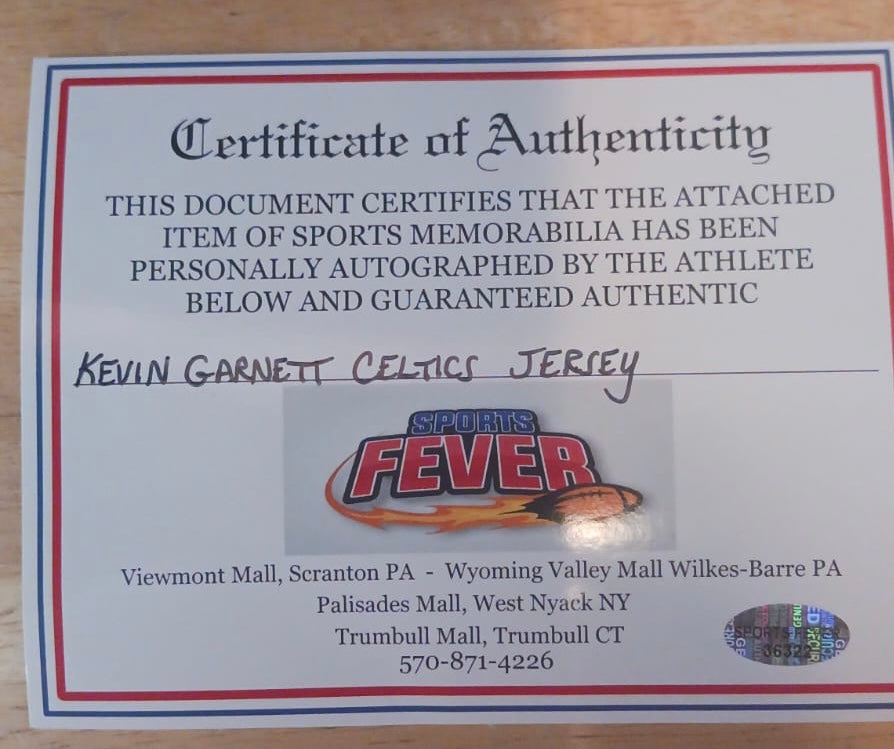 Certificate of Authenticity
THIS DOCUMENT CERTIFIES THAT THE ATTACHED
ITEM OF SPORTS MEMORABILIA HAS BEEN
PERSONALLY AUTOGRAPHED BY THE ATHLETE
BELOW AND GUARANTEED AUTHENTIC
KEVIN GARNETT CELTICS JERSEY
SPORTS
FEVER
Viewmont Mall, Scranton PA - Wyoming Valley Mall Wilkes-Barre PA
Palisades Mall, West Nyack NY
Trumbull Mall, Trumbull CT
570-871-4226
SPORTS